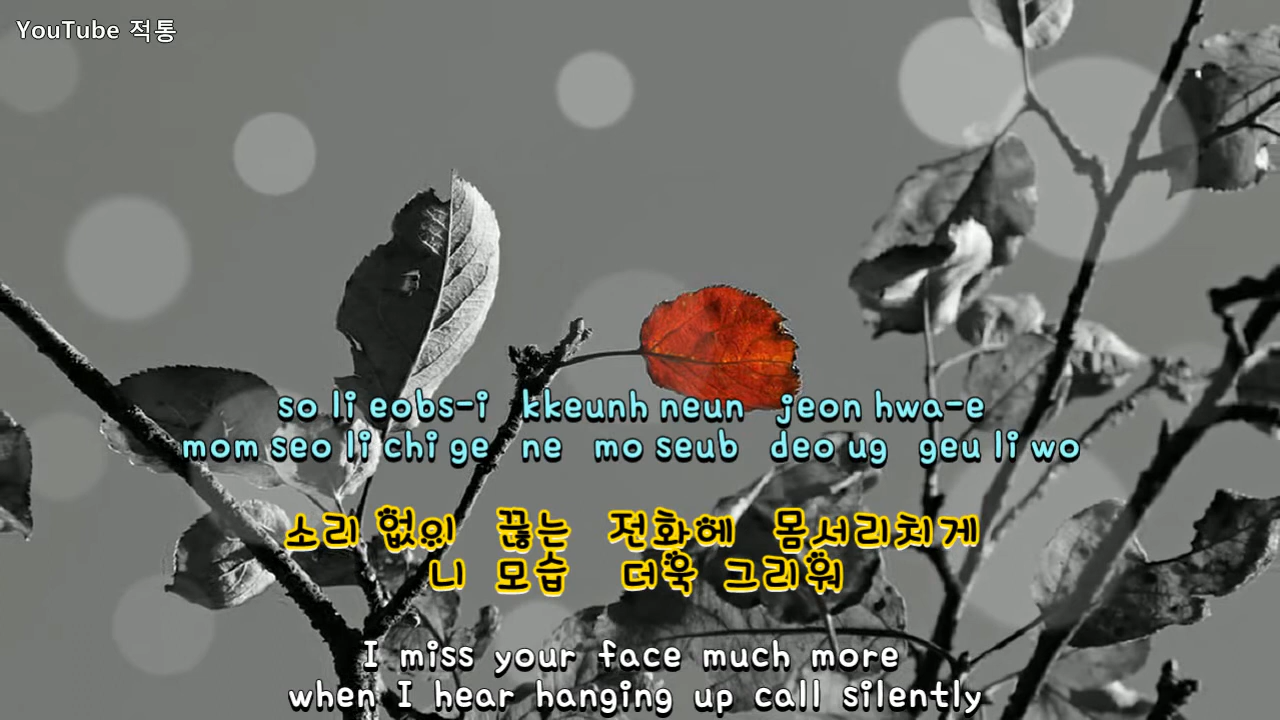 YouTube 적통
so li eobs-i kkeunh neun jeon hwa-e
mom seo li chi ge ne mo seub deo ug geu li wo
소리 없이 끊는 전화에 몸서리치게
니 모습 더욱 그리워
I miss your face much more
when I hear hanging up call silently